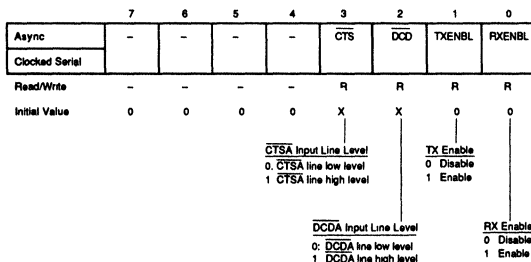 7 6 5 4 3 2 1 0
Async – – – – CTS DCD TXENBL RXENBL
Clocked Serial
Read/Write – – – – R R R R
Initial Value 0 0 0 0 X X 0 0
CTSA Input Line Level
0. CTSA line low level
1 CTSA line high level
TX Enable
0 Disable
1 Enable
DCDA Input Line Level
0: DCDA line low level
1 DCDA line high level
RX Enable
0 Disable
1 Enable